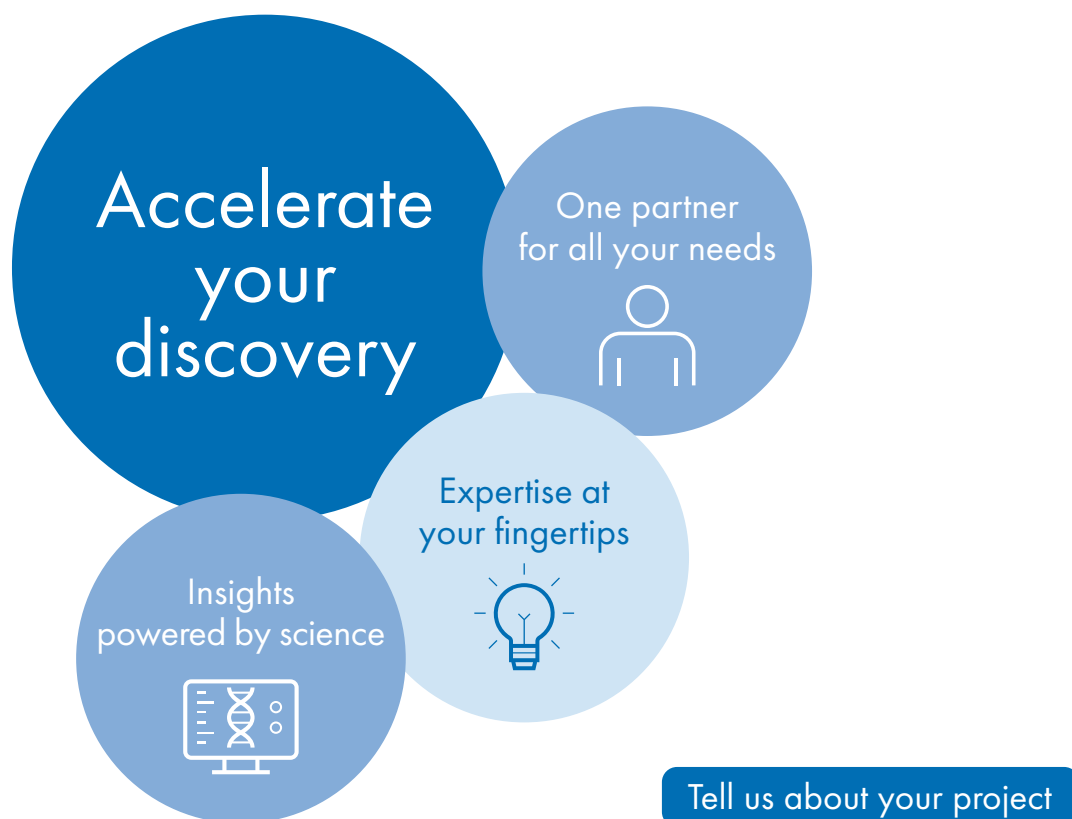 Accelerate
your
discovery
One partner
for all your needs
Expertise at
your fingertips
Insights
powered by science
Tell us about your project